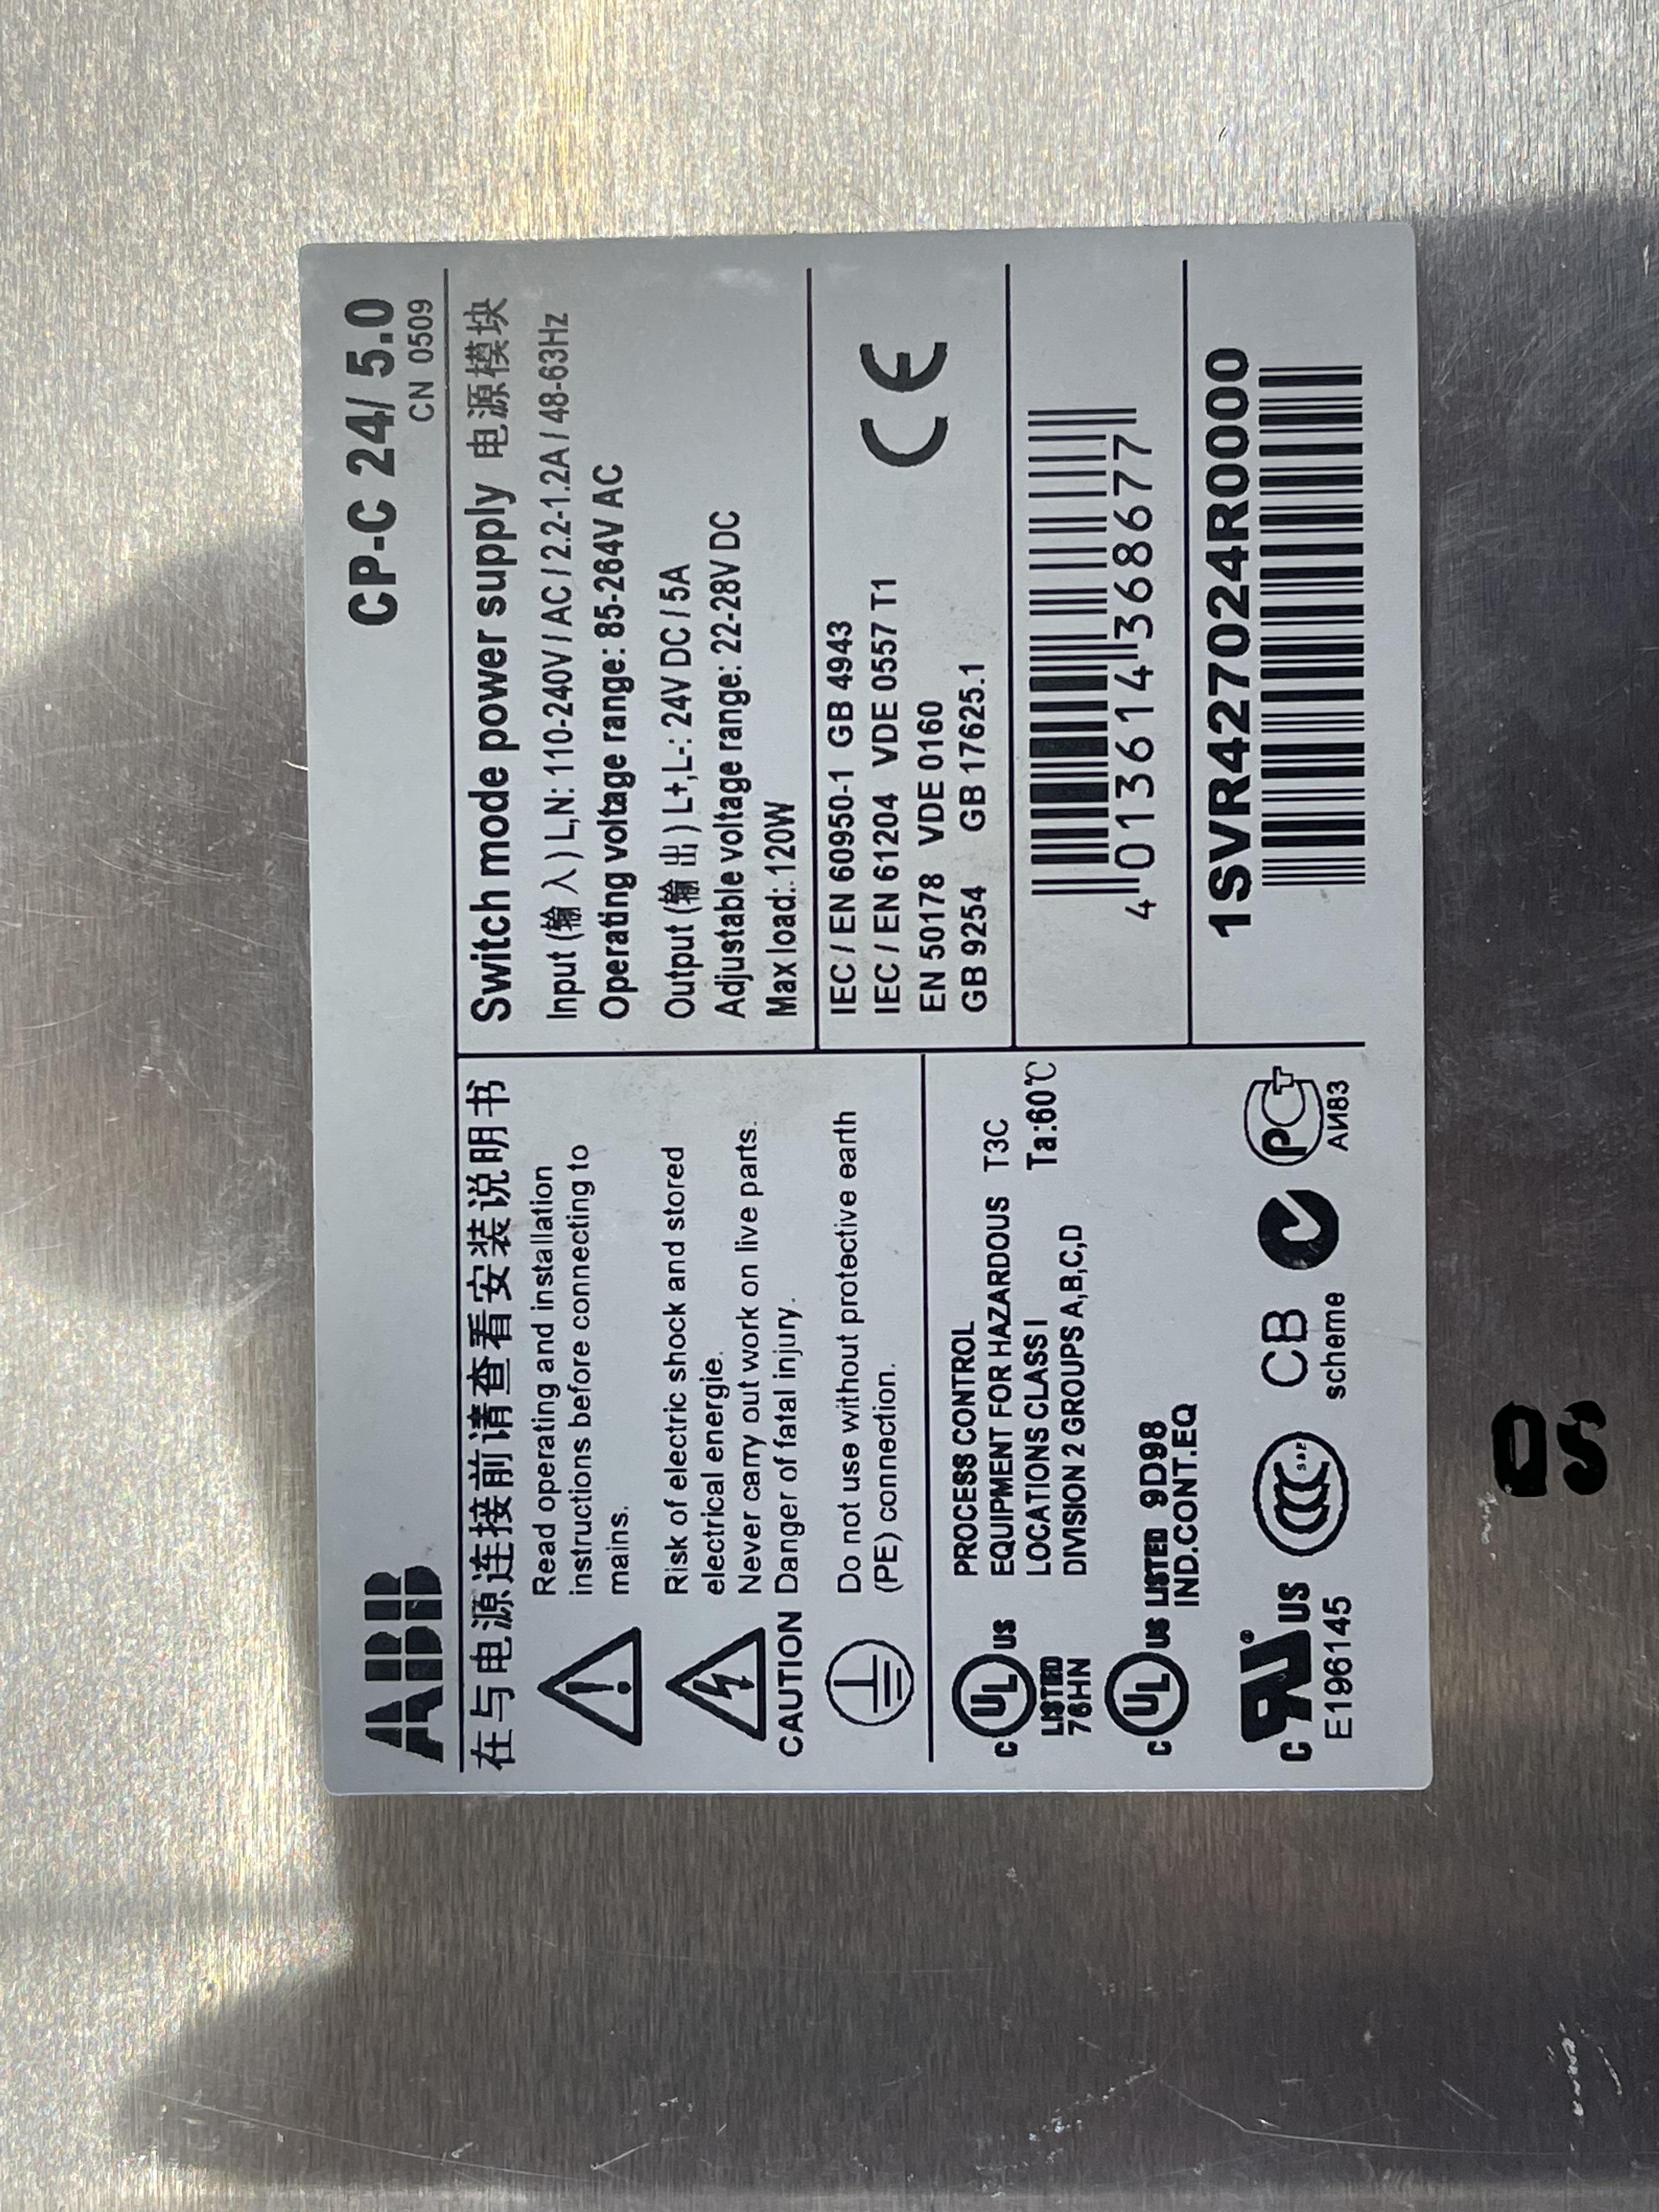 ABB
CP-C 24/ 5.0
CN 0509
在与电源连接前请查看安装说明书
Read operating and installation
instructions before connecting to
mains.
Risk of electric shock and stored
electrical energie.
Never carry out work on live parts.
CAUTION Danger of fatal injury.
Do not use without protective earth
(PE) connection.
Switch mode power supply 电源模块
Input (输入) L,N: 110-240V / AC / 2.2-1.2A / 48-63Hz
Operating voltage range: 85-264V AC
Output (输出) L+,L-: 24V DC / 5A
Adjustable voltage range: 22-28V DC
Max load: 120W
IEC / EN 60950-1 GB 4943
IEC / EN 61204 VDE 0557 T1
EN 50178 VDE 0160
GB 9254 GB 17625.1
CE
4 013614 368677
1SVR427024R0000
C UL US
LISTED
76HN
PROCESS CONTROL
EQUIPMENT FOR HAZARDOUS T3C
LOCATIONS CLASS I Ta:60℃
DIVISION 2 GROUPS A,B,C,D
C UL US LISTED 9D98
IND.CONT.EQ
C RU® US
E196145
CCC S&E
CB
scheme
РСТ
АИ83
OS